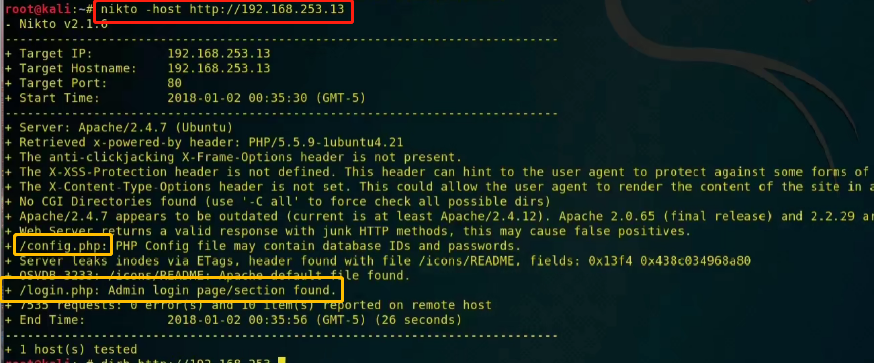 root@kali:~# nikto -host http://192.168.253.13
- Nikto v2.1.6
---------------------------------------------------------------------------
+ Target IP:          192.168.253.13
+ Target Hostname:    192.168.253.13
+ Target Port:        80
+ Start Time:         2018-01-02 00:35:30 (GMT-5)
---------------------------------------------------------------------------
+ Server: Apache/2.4.7 (Ubuntu)
+ Retrieved x-powered-by header: PHP/5.5.9-1ubuntu4.21
+ The anti-clickjacking X-Frame-Options header is not present.
+ The X-XSS-Protection header is not defined. This header can hint to the user agent to protect against some forms of
+ The X-Content-Type-Options header is not set. This could allow the user agent to render the content of the site in a
+ No CGI Directories found (use '-C all' to force check all possible dirs)
+ Apache/2.4.7 appears to be outdated (current is at least Apache/2.4.12). Apache 2.0.65 (final release) and 2.2.29 ar
+ Web Server returns a valid response with junk HTTP methods, this may cause false positives.
+ /config.php: PHP Config file may contain database IDs and passwords.
+ Server leaks inodes via ETags, header found with file /icons/README, fields: 0x13f4 0x438c034968a80
+ OSVDB-3233: /icons/README: Apache default file found.
+ /login.php: Admin login page/section found.
+ 7535 requests: 0 error(s) and 10 item(s) reported on remote host
+ End Time:           2018-01-02 00:35:56 (GMT-5) (26 seconds)
---------------------------------------------------------------------------
+ 1 host(s) tested
root@kali:~# dirb http://192.168.253.